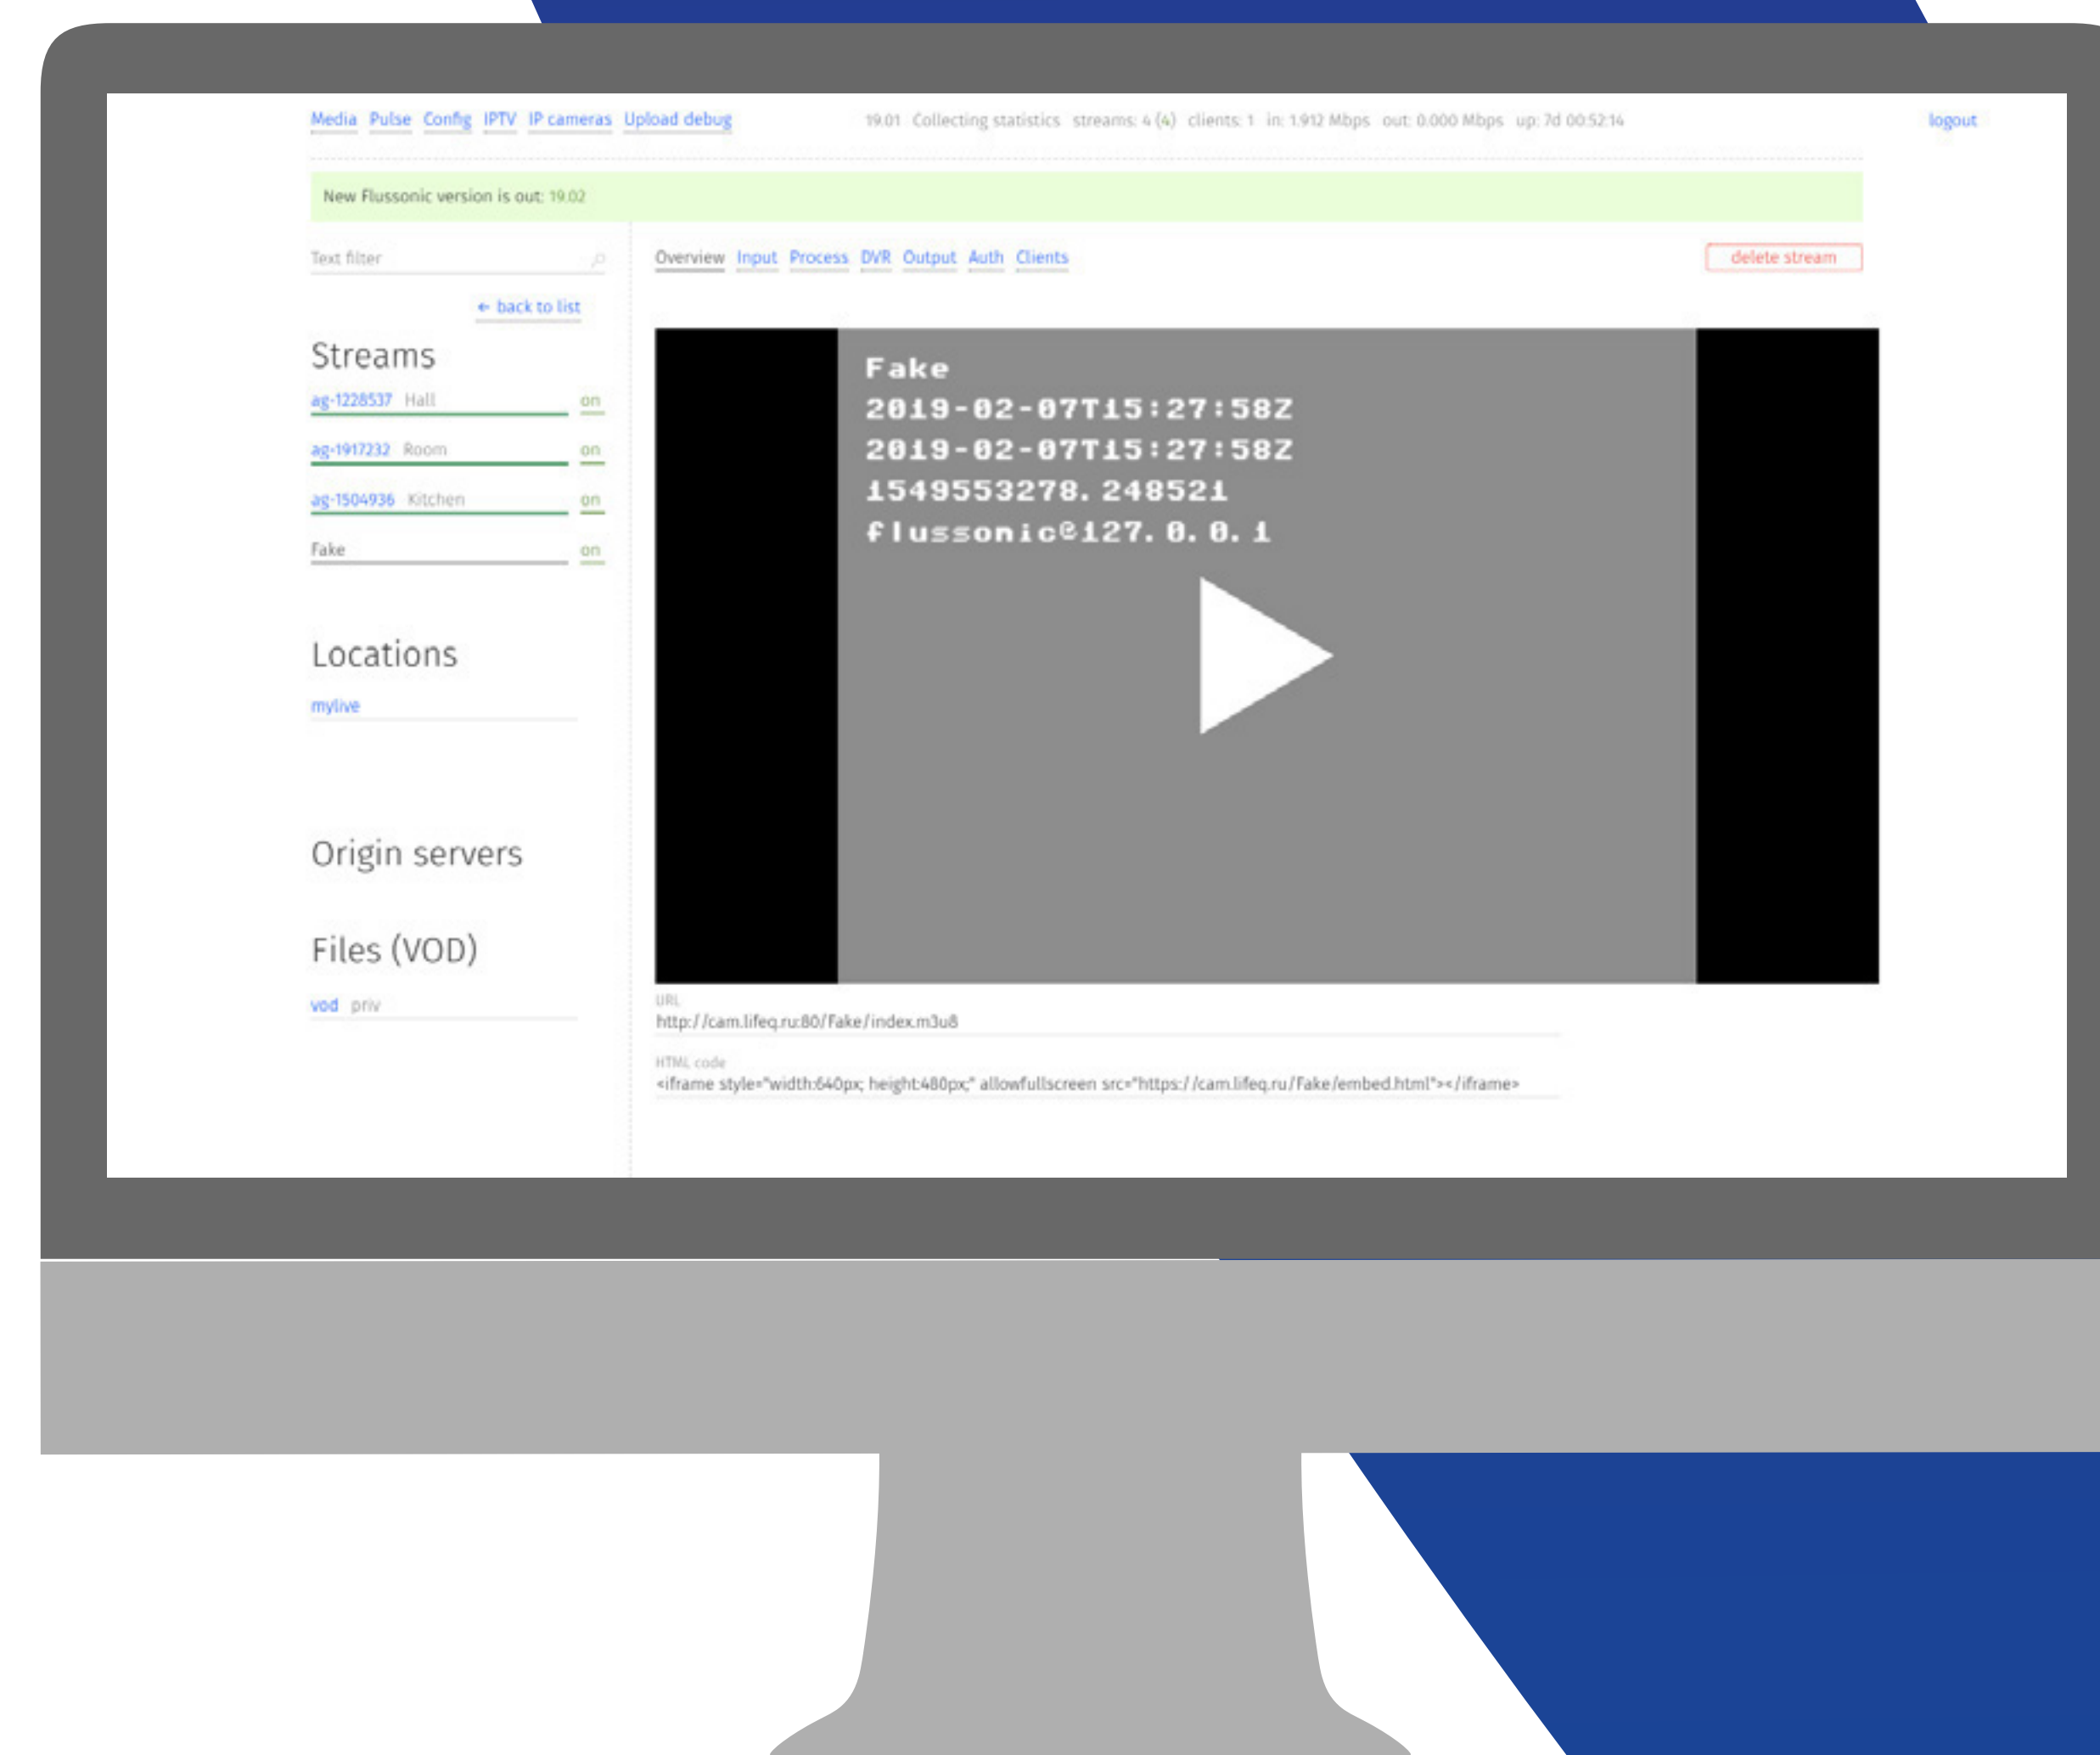 Media Pulse Config IPTV IP cameras Upload debug 19.01 Collecting statistics streams: 4 (4) clients: 1 in: 1.912 Mbps out: 0.000 Mbps up: 7d 00:52:14 logout
New Flussonic version is out: 19.02
Text filter
← back to list
Streams
ag-1228537 Hall on
ag-1917232 Room on
ag-1504936 Kitchen on
Fake on
Locations
mylive
Origin servers
Files (VOD)
vod priv
Overview Input Process DVR Output Auth Clients delete stream
Fake
2019-02-07T15:27:58Z
2019-02-07T15:27:58Z
1549553278.248521
flussonic@127.0.0.1
URL
http://cam.lifeq.ru:80/Fake/index.m3u8
HTML code
<iframe style="width:640px; height:480px;" allowfullscreen src="https://cam.lifeq.ru/Fake/embed.html"></iframe>